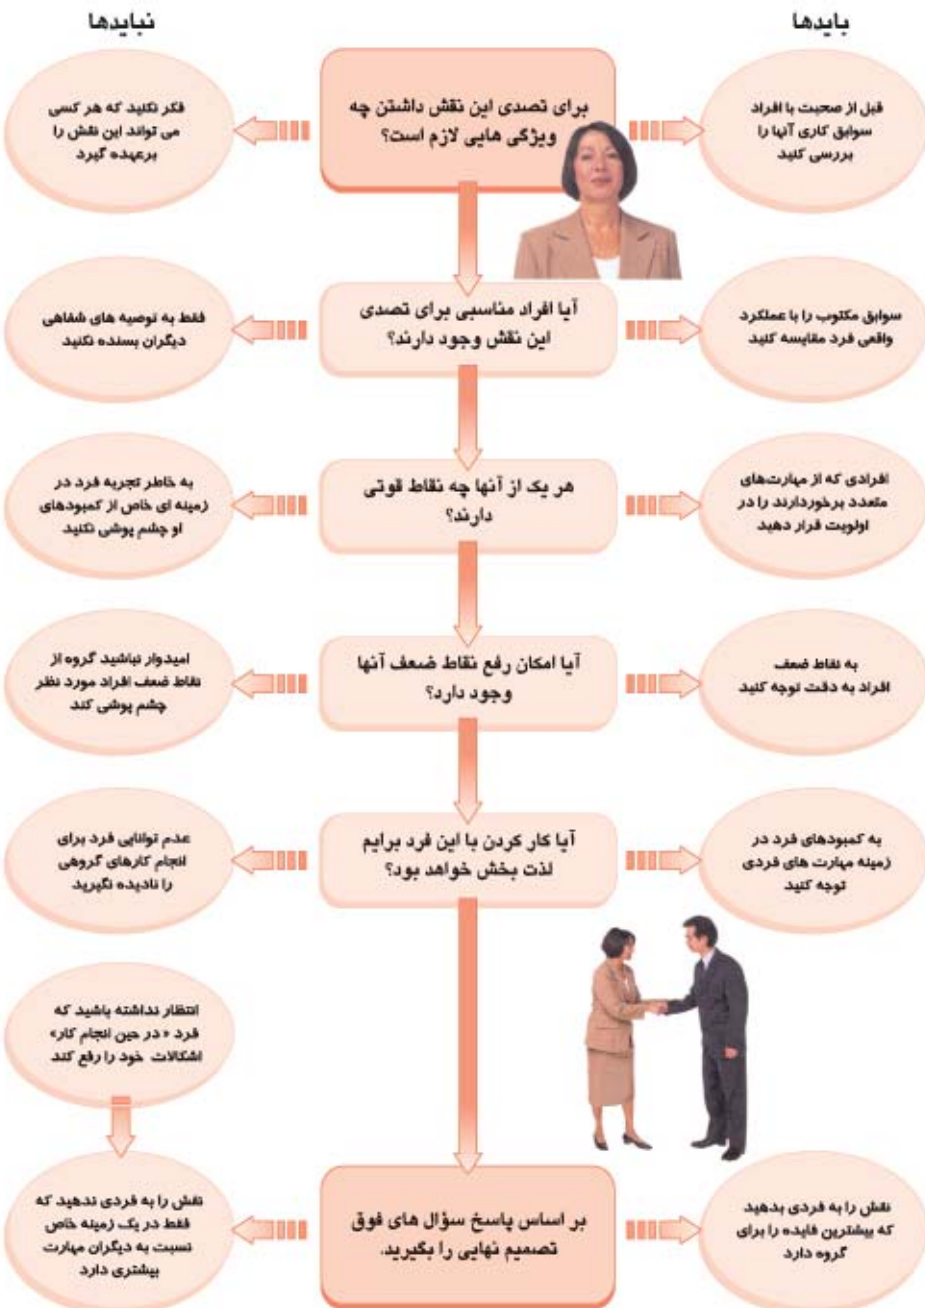 بایدها
نبایدها
برای تصدی این نقش داشتن چه
ویژگی هایی لازم است؟
قبل از صحبت با افراد
سوابق کاری آنها را
بررسی کنید
فکر نکنید که هر کسی
می تواند این نقش را
برعهده گیرد
آیا افراد مناسبی برای تصدی
این نقش وجود دارند؟
سوابق مکتوب را با عملکرد
واقعی فرد مقایسه کنید
فقط به توصیه های شفاهی
دیگران بسنده نکنید
هر یک از آنها چه نقاط قوتی
دارند؟
افرادی که از مهارت‌های
متعدد برخوردارند را در
اولویت قرار دهید
به خاطر تجربه فرد در
زمینه ای خاص از کمبودهای
او چشم پوشی نکنید
آیا امکان رفع نقاط ضعف آنها
وجود دارد؟
به نقاط ضعف
افراد به دقت توجه کنید
امیدوار نباشید گروه از
نقاط ضعف افراد مورد نظر
چشم پوشی کند
آیا کار کردن با این فرد برایم
لذت بخش خواهد بود؟
به کمبودهای فرد در
زمینه مهارت های فردی
توجه کنید
عدم توانایی فرد برای
انجام کارهای گروهی
را نادیده نگیرید
انتظار نداشته باشید که
فرد « در حین انجام کار»
اشکالات خود را رفع کند
بر اساس پاسخ سؤال های فوق
تصمیم نهایی را بگیرید.
نقش را به فردی بدهید
که بیشترین فایده را برای
گروه دارد
نقش را به فردی ندهید که
فقط در یک زمینه خاص
نسبت به دیگران مهارت
بیشتری دارد